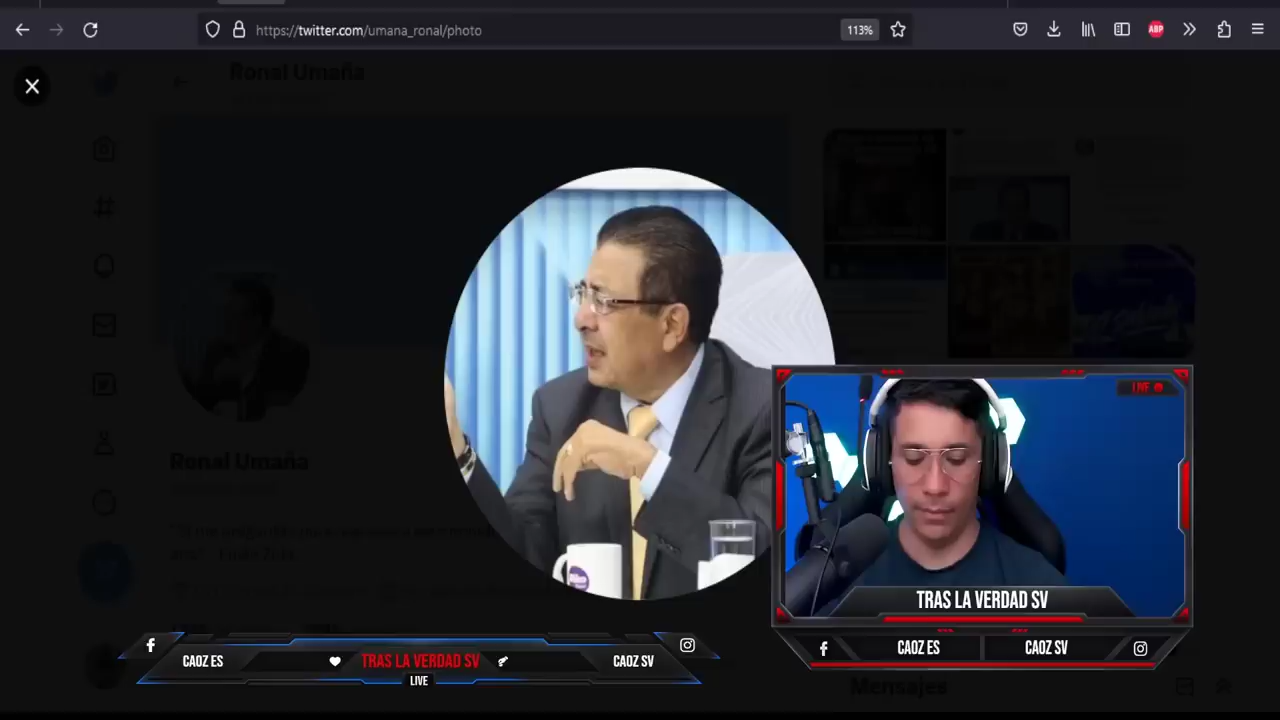 https://twitter.com/umana_ronal/photo
113%
ABP
Ronal Umaña
LIVE
Ronal Umaña
TRAS LA VERDAD SV
CAOZ ES
CAOZ SV
CAOZ ES
TRAS LA VERDAD SV
CAOZ SV
LIVE
Mensajes